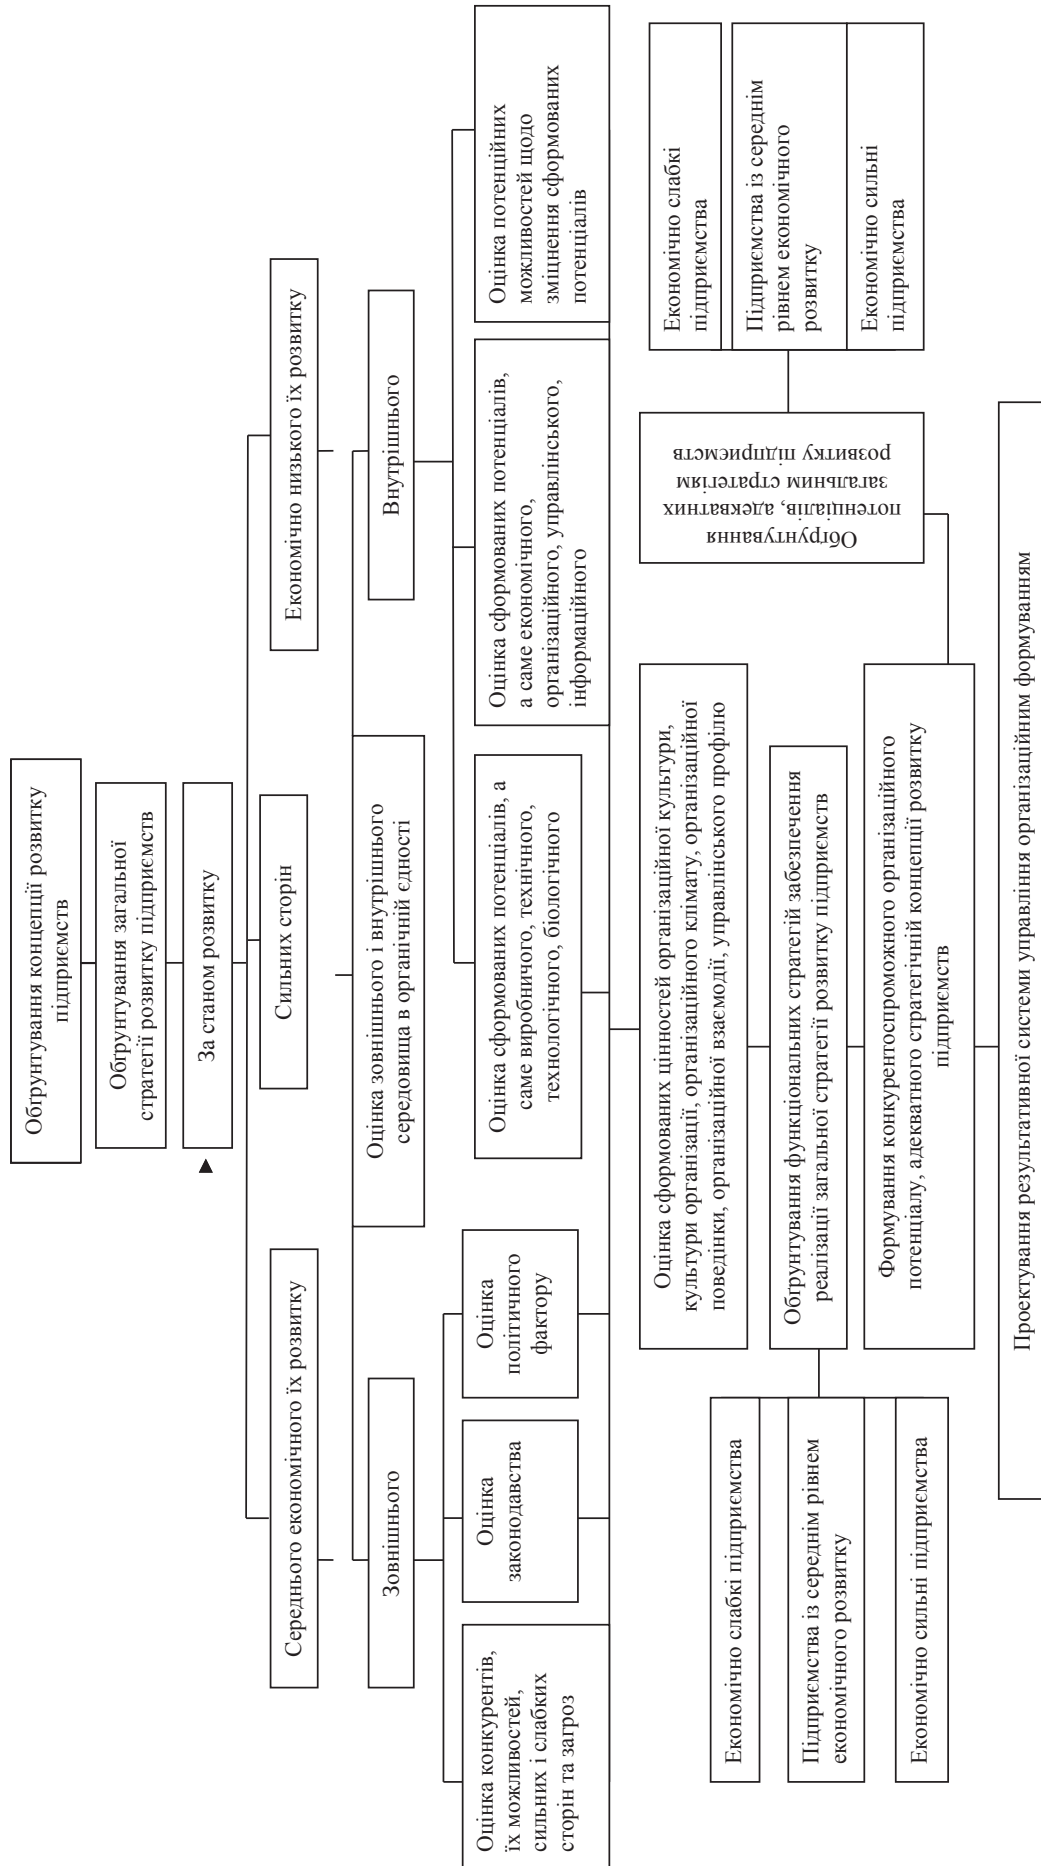 Обґрунтування концепції розвитку
підприємств
Обґрунтування загальної
стратегії розвитку підприємств
За станом розвитку
Середнього економічного їх розвитку
Сильних сторін
Економічно низького їх розвитку
Зовнішнього
Оцінка зовнішнього і внутрішнього
середовища в органічній єдності
Внутрішнього
Оцінка конкурентів,
їх можливостей,
сильних і слабких
сторін та загроз
Оцінка
законодавства
Оцінка
політичного
фактору
Оцінка сформованих потенціалів, а
саме виробничого, технічного,
технологічного, біологічного
Оцінка сформованих потенціалів,
а саме економічного,
організаційного, управлінського,
інформаційного
Оцінка потенційних
можливостей щодо
зміцнення сформованих
потенціалів
Оцінка сформованих цінностей організаційної культури,
культури організації, організаційного клімату, організаційної
поведінки, організаційної взаємодії, управлінського профілю
Обґрунтування функціональних стратегій забезпечення
реалізації загальної стратегії розвитку підприємств
Формування конкурентоспроможного організаційного
потенціалу, адекватного стратегічній концепції розвитку
підприємств
Економічно слабкі підприємства
Підприємства із середнім рівнем
економічного розвитку
Економічно сильні підприємства
Обґрунтування
потенціалів, адекватних
загальним стратегіям
розвитку підприємств
Економічно слабкі
підприємства
Підприємства із середнім
рівнем економічного
розвитку
Економічно сильні
підприємства
Проектування результативної системи управління організаційним формуванням